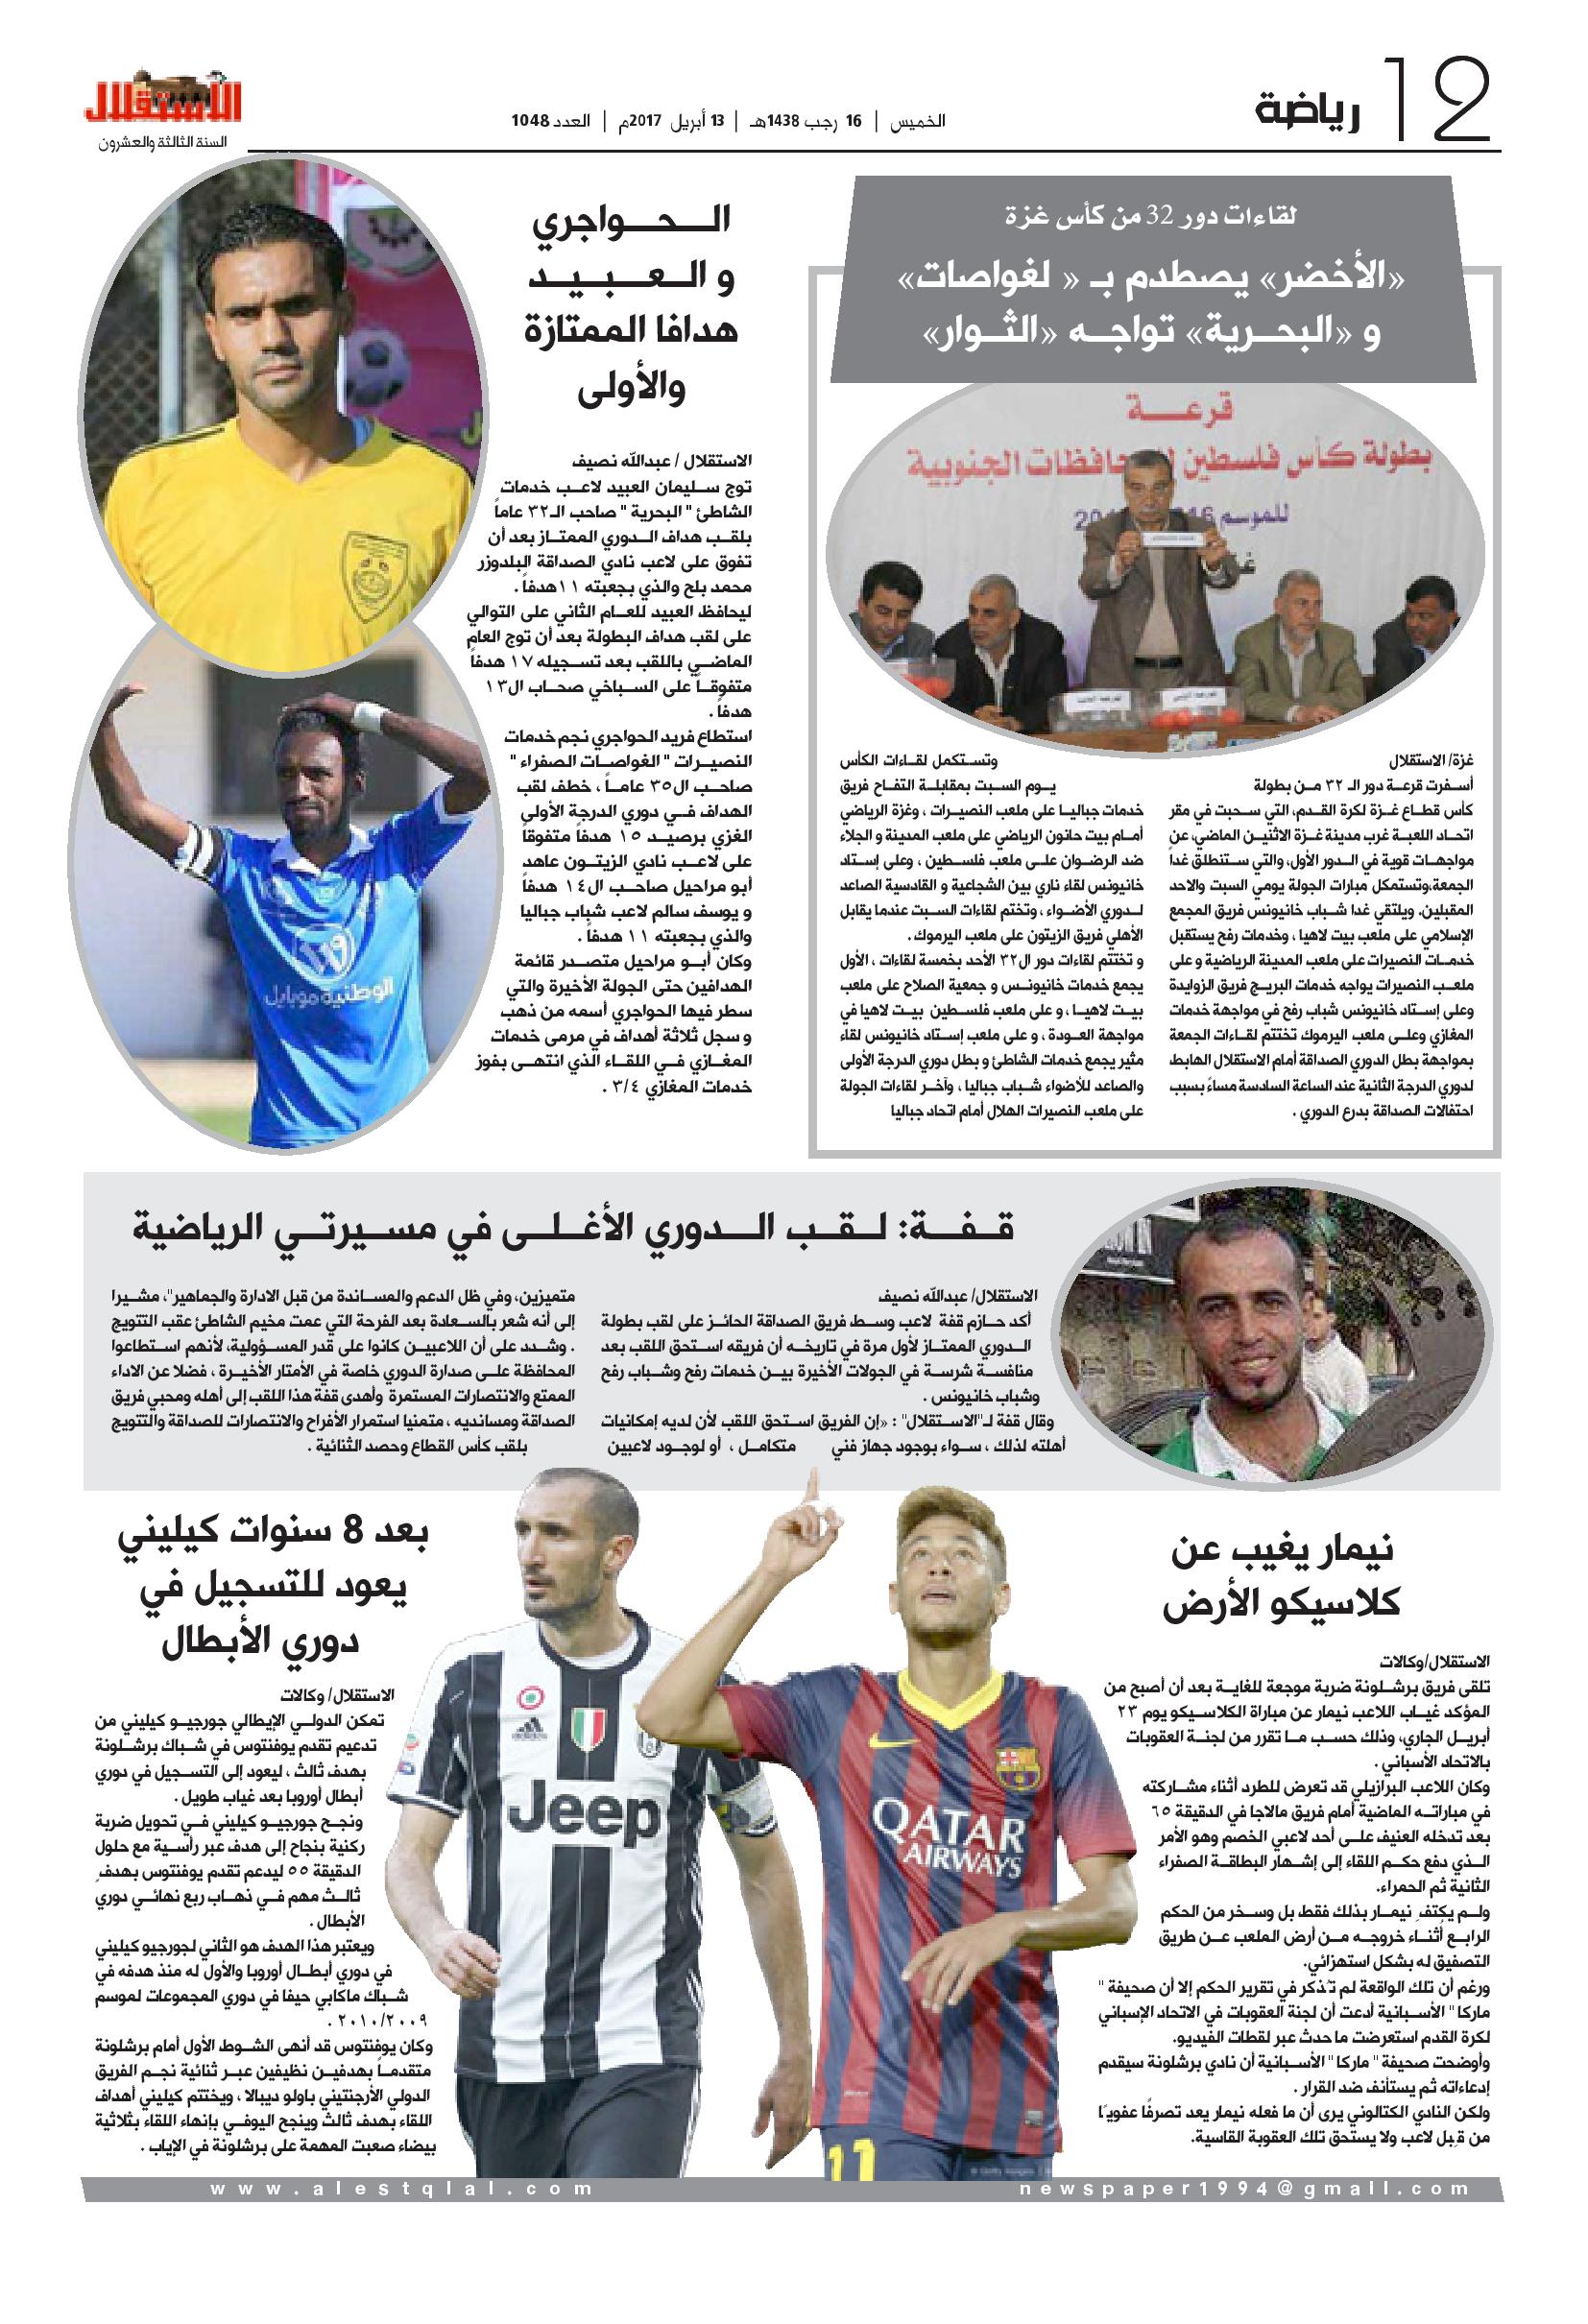 12
رياضة
الخميس | 16 رجب 1438هـ | 13 أبريل 2017م | العدد 1048
الاستقلال
السنة الثالثة والعشرون
لقاءات دور 32 من كأس غزة
«الأخضر» يصطدم بـ « لغواصات»
و «البحرية» تواجه «الثوار»
قرعة
بطولة كأس فلسطين
حافظات الجنوبية
للموسم
غزة/ الاستقلال
أسفرت قرعة دور الـ ٣٢ من بطولة
كأس قطاع غزة لكرة القدم، التي سحبت في مقر
اتحاد اللعبة غرب مدينة غزة الاثنين الماضي، عن
مواجهات قوية في الدور الأول، والتي ستنطلق غداً
الجمعة،وتستمكل مبارات الجولة يومي السبت والاحد
المقبلين، ويلتقي غدا شباب خانيونس فريق المجمع
الإسلامي على ملعب بيت لاهيا ، وخدمات رفح يستقبل
خدمات النصيرات على ملعب المدينة الرياضية و على
ملعب النصيرات يواجه خدمات البريج فريق الزوايدة
وعلى إستاد خانيونس شباب رفح في مواجهة خدمات
المغازي وعلى ملعب اليرموك تختتم لقاءات الجمعة
بمواجهة بطل الدوري الصداقة أمام الاستقلال الهابط
لدوري الدرجة الثانية عند الساعة السادسة مساءً بسبب
احتفالات الصداقة بدرع الدوري .
وتستكمل لقاءات الكأس
يوم السبت بمقابلة التفاح فريق
خدمات جباليا على ملعب النصيرات ، وغزة الرياضي
أمام بيت حانون الرياضي على ملعب المدينة و الجلاء
ضد الرضوان على ملعب فلسطين ، وعلى إستاد
خانيونس لقاء ناري بين الشجاعية و القادسية الصاعد
لدوري الأضواء ، وتختم لقاءات السبت عندما يقابل
الأهلي فريق الزيتون على ملعب اليرموك .
و تختتم لقاءات دور ال٣٢ الأحد بخمسة لقاءات ، الأول
يجمع خدمات خانيونس و جمعية الصلاح على ملعب
بيت لاهيا ، و على ملعب فلسطين بيت لاهيا في
مواجهة العودة ، و على ملعب إستاد خانيونس لقاء
مثير يجمع خدمات الشاطئ و بطل دوري الدرجة الأولى
والصاعد للأضواء شباب جباليا ، وآخر لقاءات الجولة
على ملعب النصيرات الهلال أمام اتحاد جباليا
الحواجري
و العبيد
هدافا الممتازة
والأولى
الاستقلال / عبدالله نصيف
توج سليمان العبيد لاعب خدمات
الشاطئ " البحرية " صاحب الـ٣٢ عاماً
بلقب هداف الدوري الممتاز بعد أن
تفوق على لاعب نادي الصداقة البلدوزر
محمد بلح والذي بجعبته ١١هدفاً .
ليحافظ العبيد للعام الثاني على التوالي
على لقب هداف البطولة بعد أن توج العام
الماضي باللقب بعد تسجيله ١٧ هدفاً
متفوقاً على السباخي صحاب ال١٣
هدفاً .
استطاع فريد الحواجري نجم خدمات
النصيرات " الغواصات الصفراء "
صاحب ال٣٥ عاماً ، خطف لقب
الهداف في دوري الدرجة الأولى
الغزي برصيد ١٥ هدفاً متفوقاً
على لاعب نادي الزيتون عاهد
أبو مراحيل صاحب ال١٤ هدفاً
و يوسف سالم لاعب شباب جباليا
والذي بجعبته ١١ هدفاً .
وكان أبو مراحيل متصدر قائمة
الهدافين حتى الجولة الأخيرة والتي
سطر فيها الحواجري أسمه من ذهب
و سجل ثلاثة أهداف في مرمى خدمات
المغازي في اللقاء الذي انتهى بفوز
خدمات المغازي ٣/٤ .
الوطنية موبايل
قفة: لقب الدوري الأغلى في مسيرتي الرياضية
الاستقلال/ عبدالله نصيف
أكد حازم قفة لاعب وسط فريق الصداقة الحائز على لقب بطولة
الدوري الممتاز لأول مرة في تاريخه أن فريقه استحق اللقب بعد
منافسة شرسة في الجولات الأخيرة بين خدمات رفح وشباب رفح
وشباب خانيونس .
وقال قفة لـ"الاستقلال" : «إن الفريق استحق اللقب لأن لديه إمكانيات
أهلته لذلك ، سواء بوجود جهاز فني متكامل ، أو لوجود لاعبين
متميزين، وفي ظل الدعم والمساندة من قبل الادارة والجماهير"، مشيرا
إلى أنه شعر بالسعادة بعد الفرحة التي عمت مخيم الشاطئ عقب التتويج
. وشدد على أن اللاعبين كانوا على قدر المسؤولية، لأنهم استطاعوا
المحافظة على صدارة الدوري خاصة في الأمتار الأخيرة ، فضلا عن الاداء
الممتع والانتصارات المستمرة وأهدى قفة هذا اللقب إلى أهله ومحبي فريق
الصداقة ومسانديه ، متمنيا استمرار الأفراح والانتصارات للصداقة والتتويج
بلقب كأس القطاع وحصد الثنائية .
نيمار يغيب عن
كلاسيكو الأرض
الاستقلال/وكالات
تلقى فريق برشلونة ضربة موجعة للغاية بعد أن أصبح من
المؤكد غياب اللاعب نيمار عن مباراة الكلاسيكو يوم ٢٣
أبريل الجاري، وذلك حسب ما تقرر من لجنة العقوبات
بالاتحاد الأسباني .
وكان اللاعب البرازيلي قد تعرض للطرد أثناء مشاركته
في مباراته الماضية أمام فريق مالاجا في الدقيقة ٦٥
بعد تدخله العنيف على أحد لاعبي الخصم وهو الأمر
الذي دفع حكم اللقاء إلى إشهار البطاقة الصفراء
الثانية ثم الحمراء.
ولم يكتفِ نيمار بذلك فقط بل وسخر من الحكم
الرابع أثناء خروجه من أرض الملعب عن طريق
التصفيق له بشكل استهزائي.
ورغم أن تلك الواقعة لم تُذكر في تقرير الحكم إلا أن صحيفة "
ماركا " الأسبانية أدعت أن لجنة العقوبات في الاتحاد الإسباني
لكرة القدم استعرضت ما حدث عبر لقطات الفيديو.
وأوضحت صحيفة " ماركا " الأسبانية أن نادي برشلونة سيقدم
إدعاءاته ثم يستأنف ضد القرار .
ولكن النادي الكتالوني يرى أن ما فعله نيمار يعد تصرفًا عفويًا
من قِبل لاعب ولا يستحق تلك العقوبة القاسية.
QATAR
AIRWAYS
11
Jeep
adidas
بعد 8 سنوات كيليني
يعود للتسجيل في
دوري الأبطال
الاستقلال/ وكالات
تمكن الدولي الإيطالي جورجيو كيليني من
تدعيم تقدم يوفنتوس في شباك برشلونة
بهدف ثالث ، ليعود إلى التسجيل في دوري
أبطال أوروبا بعد غياب طويل .
ونجح جورجيو كيليني في تحويل ضربة
ركنية بنجاح إلى هدف عبر رأسية مع حلول
الدقيقة ٥٥ ليدعم تقدم يوفنتوس بهدفٍ
ثالث مهم في ذهاب ربع نهائي دوري
الأبطال .
ويعتبر هذا الهدف هو الثاني لجورجيو كيليني
في دوري أبطال أوروبا والأول له منذ هدفه في
شباك ماكابي حيفا في دوري المجموعات لموسم
٢٠١٠/٢٠٠٩ .
وكان يوفنتوس قد أنهى الشوط الأول أمام برشلونة
متقدماً بهدفين نظيفين عبر ثنائية نجم الفريق
الدولي الأرجنتيني باولو ديبالا ، ويختتم كيليني أهداف
اللقاء بهدف ثالث وينجح اليوفي بإنهاء اللقاء بثلاثية
بيضاء صعبت المهمة على برشلونة في الإياب .
www.alestqlal.com
newspaper1994@gmall.com